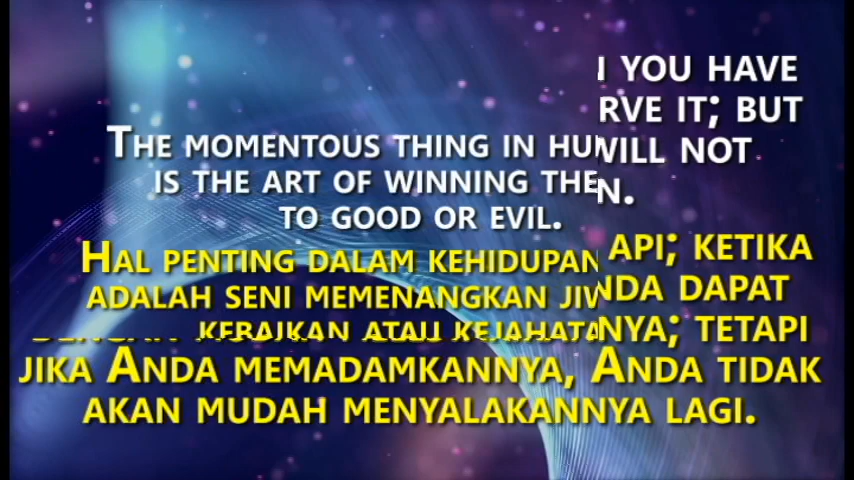 YOU HAVE
RVE IT; BUT
THE MOMENTOUS THING IN HU
WILL NOT
IS THE ART OF WINNING THE
N.
TO GOOD OR EVIL.
API; KETIKA
HAL PENTING DALAM KEHIDUPAN
NDA DAPAT
ADALAH SENI MEMENANGKAN JIW
KEBAIKAN ATAU KEJAHATA
NYA; TETAPI
JIKA ANDA MEMADAMKANNYA, ANDA TIDAK
AKAN MUDAH MENYALAKANNYA LAGI.